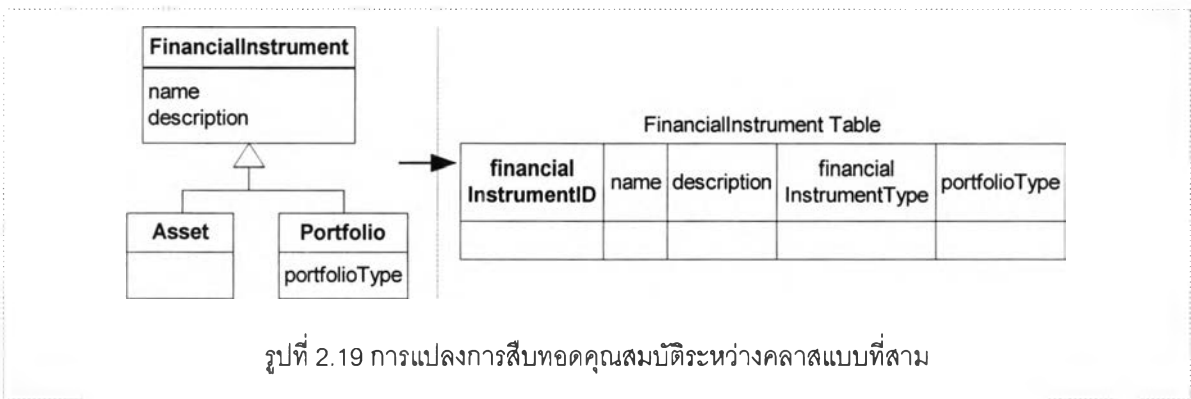 FinancialInstrument
name
description
Asset
Portfolio
portfolioType
FinancialInstrument Table
financial
InstrumentID
name
description
financial
InstrumentType
portfolioType
รูปที่ 2.19 การแปลงการสืบทอดคุณสมบัติระหว่างคลาสแบบที่สาม